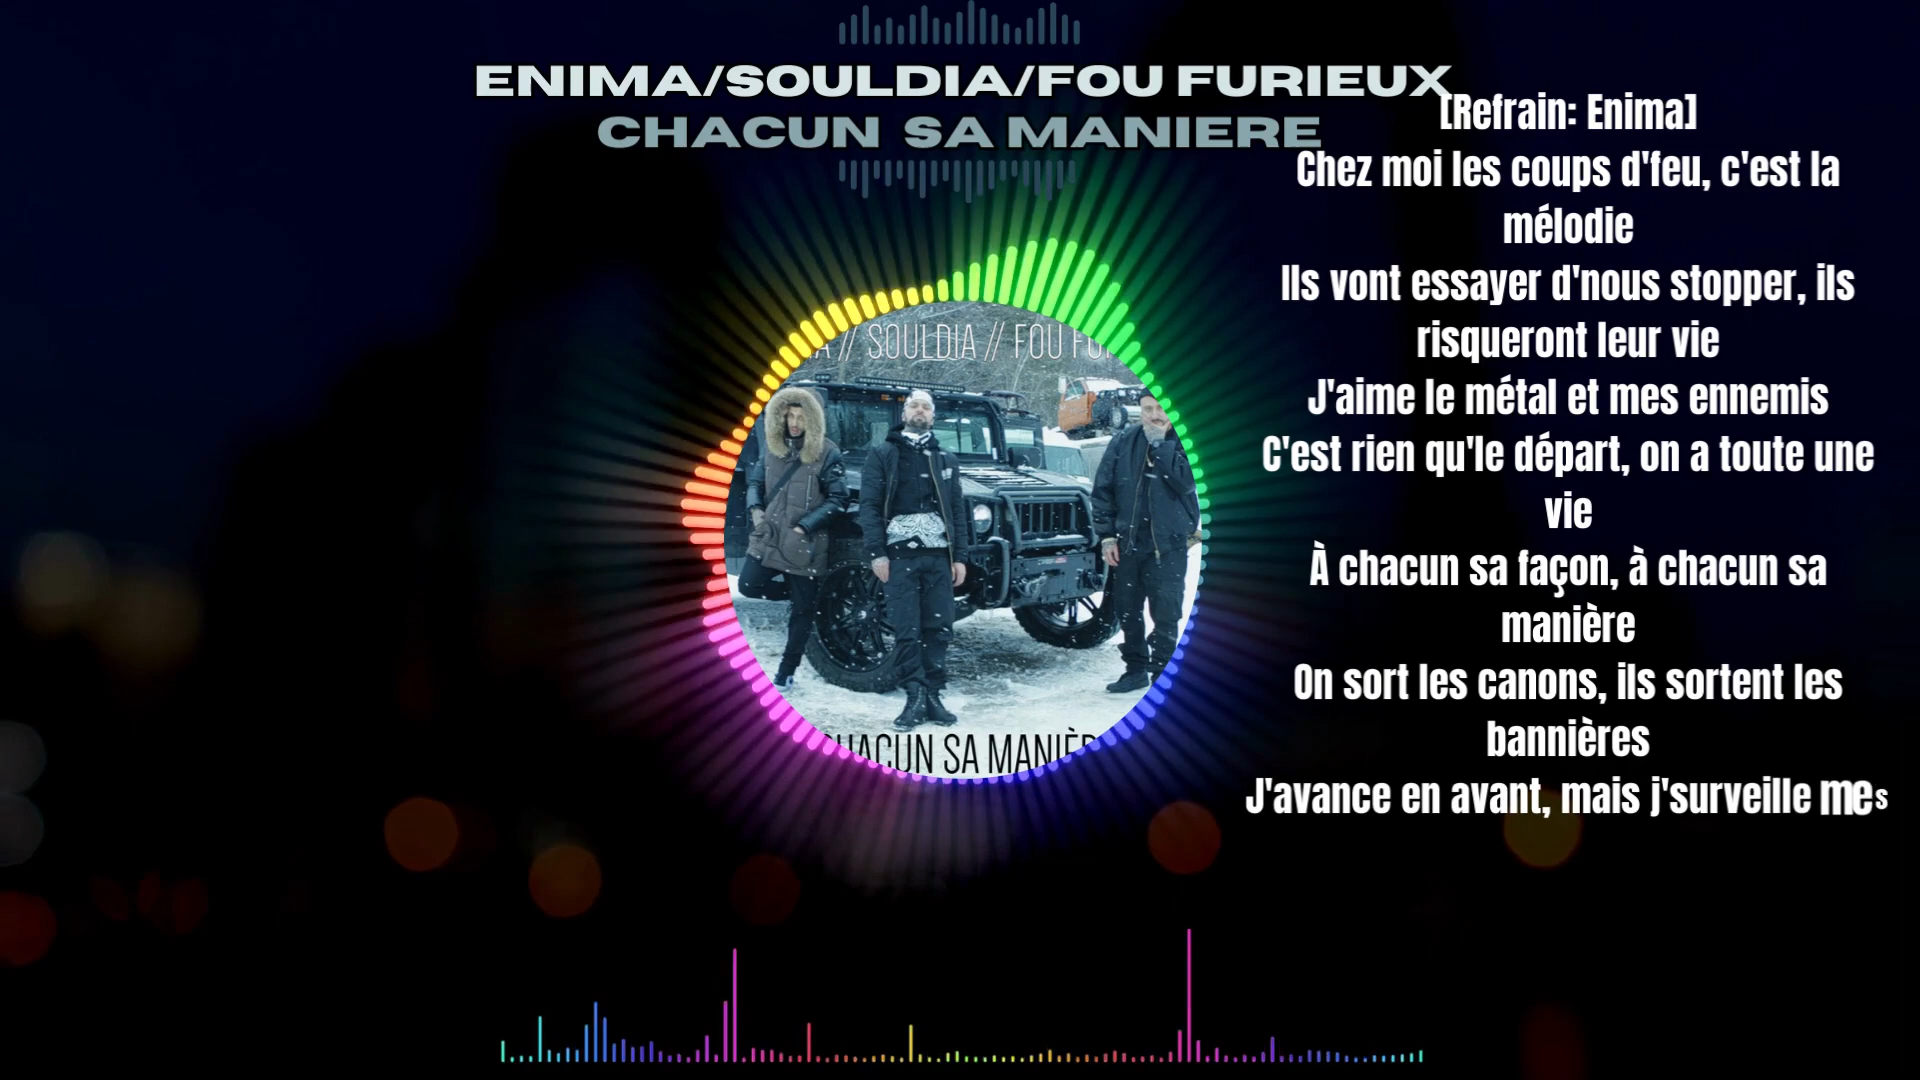 ENIMA/SOULDIA/FOU FURIEUX
CHACUN SA MANIERE
[Refrain: Enima]
Chez moi les coups d'feu, c'est la
mélodie
Ils vont essayer d'nous stopper, ils
risqueront leur vie
J'aime le métal et mes ennemis
C'est rien qu'le départ, on a toute une
vie
À chacun sa façon, à chacun sa
manière
On sort les canons, ils sortent les
bannières
J'avance en avant, mais j'surveille mes
// SOULDIA // FOU
CHACUN SA MANIÈR